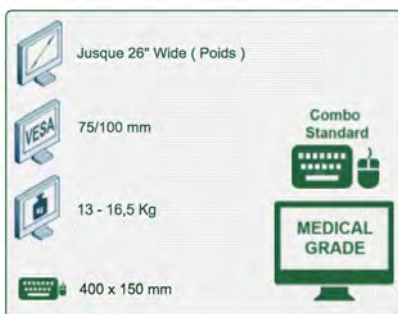 Jusque 26" Wide ( Poids )
VESA
75/100 mm
13 - 16,5 Kg
400 x 150 mm
Combo
Standard
MEDICAL
GRADE